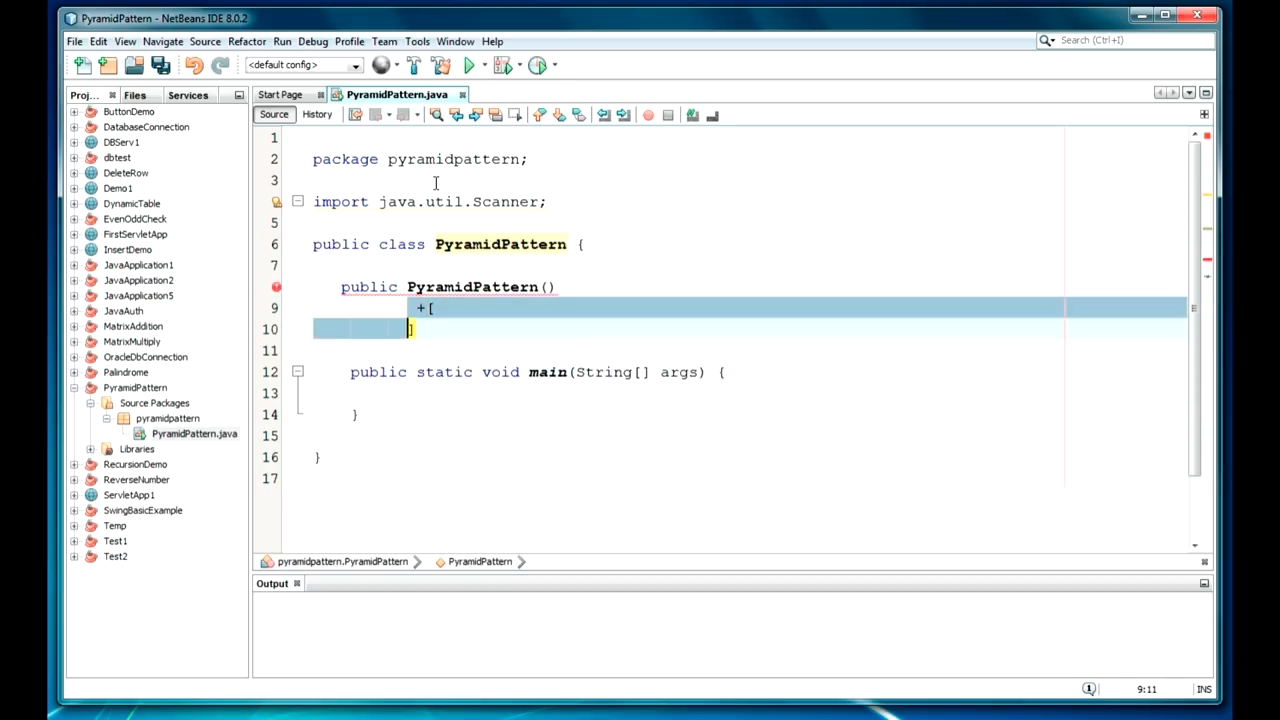 PyramidPattern - NetBeans IDE 8.0.2
File Edit View Navigate Source Refactor Run Debug Profile Team Tools Window Help
Search (Ctrl+I)
<default config>
Proj... Files Services
Start Page PyramidPattern.java
Source History
ButtonDemo
DatabaseConnection
DBServ1
dbtest
DeleteRow
Demo1
DynamicTable
EvenOddCheck
FirstServletApp
InsertDemo
JavaApplication1
JavaApplication2
JavaApplication5
JavaAuth
MatrixAddition
MatrixMultiply
OracleDbConnection
Palindrome
PyramidPattern
Source Packages
pyramidpattern
PyramidPattern.java
Libraries
RecursionDemo
ReverseNumber
ServletApp1
SwingBasicExample
Temp
Test1
Test2
1
2 package pyramidpattern;
3
import java.util.Scanner;
5
6 public class PyramidPattern {
7
public PyramidPattern()
9 +[
10 ]
11
12 public static void main(String[] args) {
13
14 }
15
16 }
17
pyramidpattern.PyramidPattern PyramidPattern
Output
1 9:11 INS